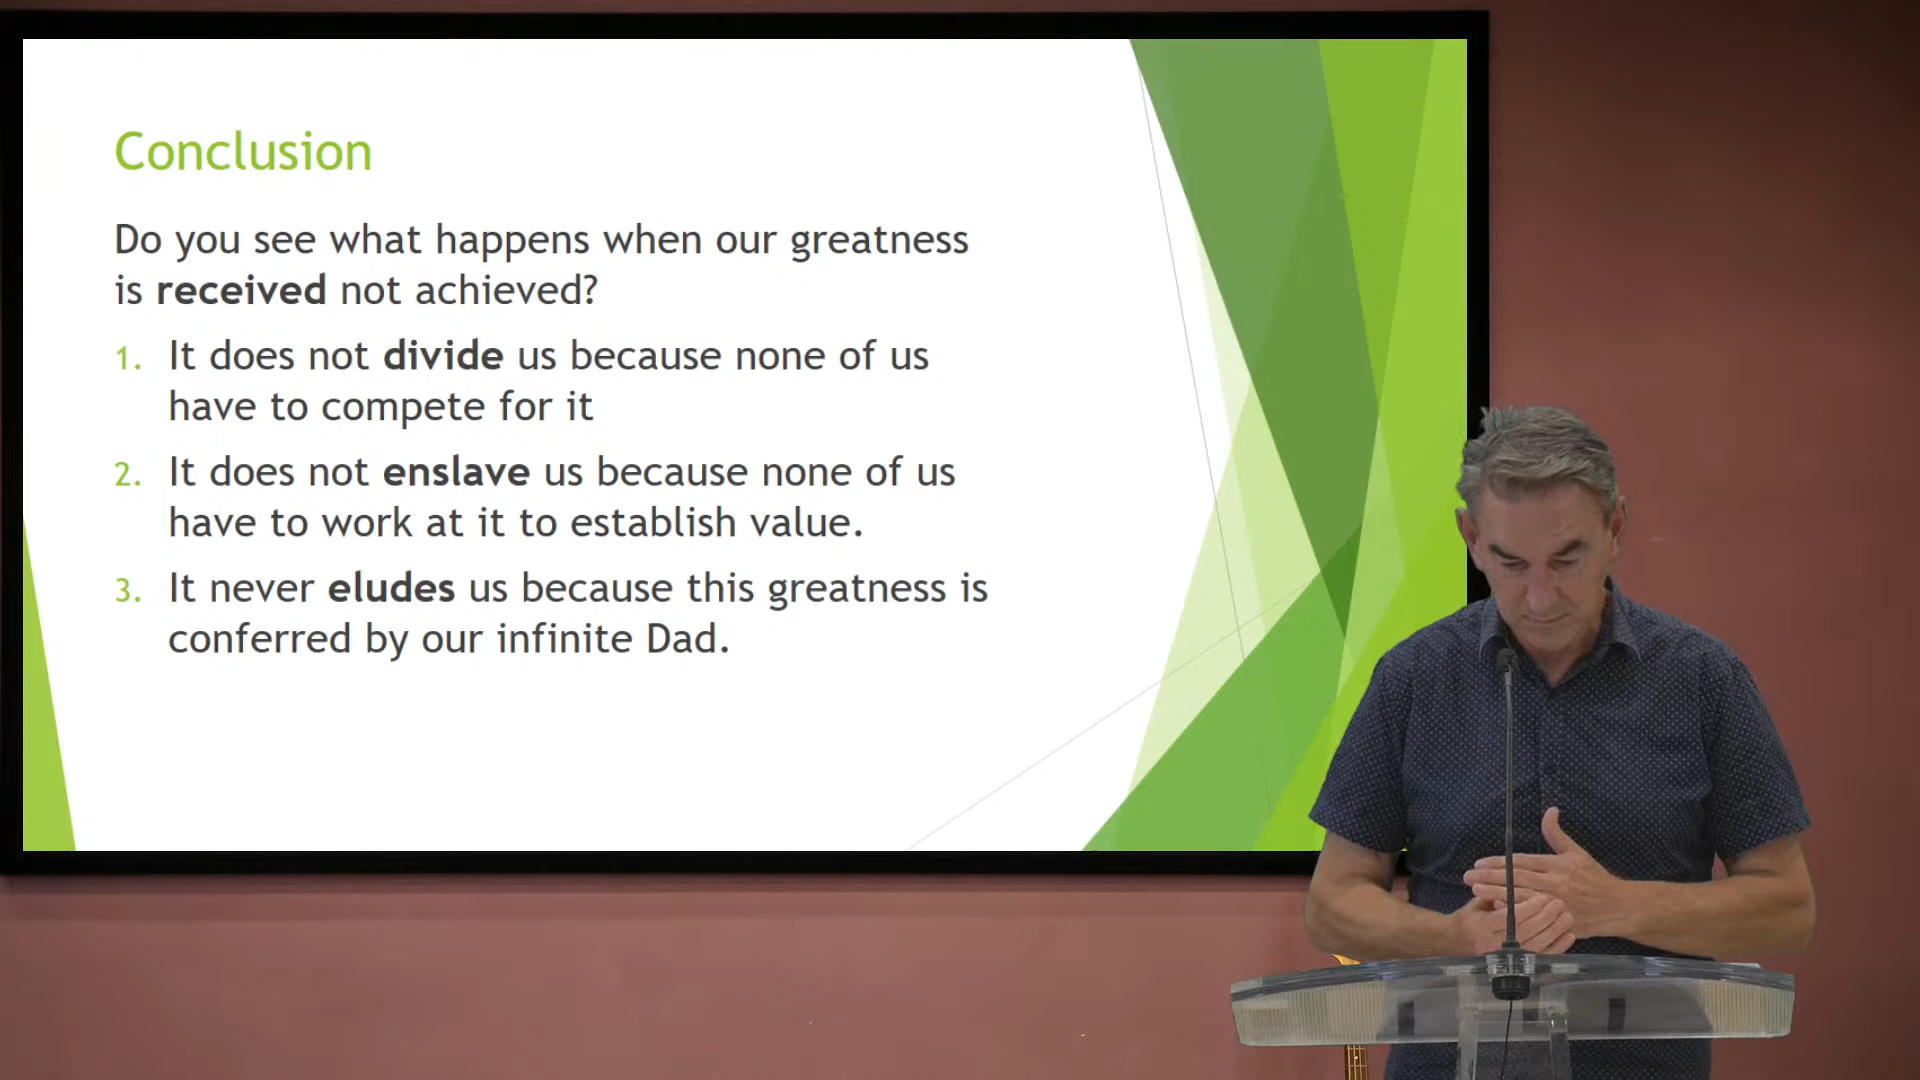 Conclusion
Do you see what happens when our greatness
is received not achieved?
1. It does not divide us because none of us
have to compete for it
2. It does not enslave us because none of us
have to work at it to establish value.
3. It never eludes us because this greatness is
conferred by our infinite Dad.